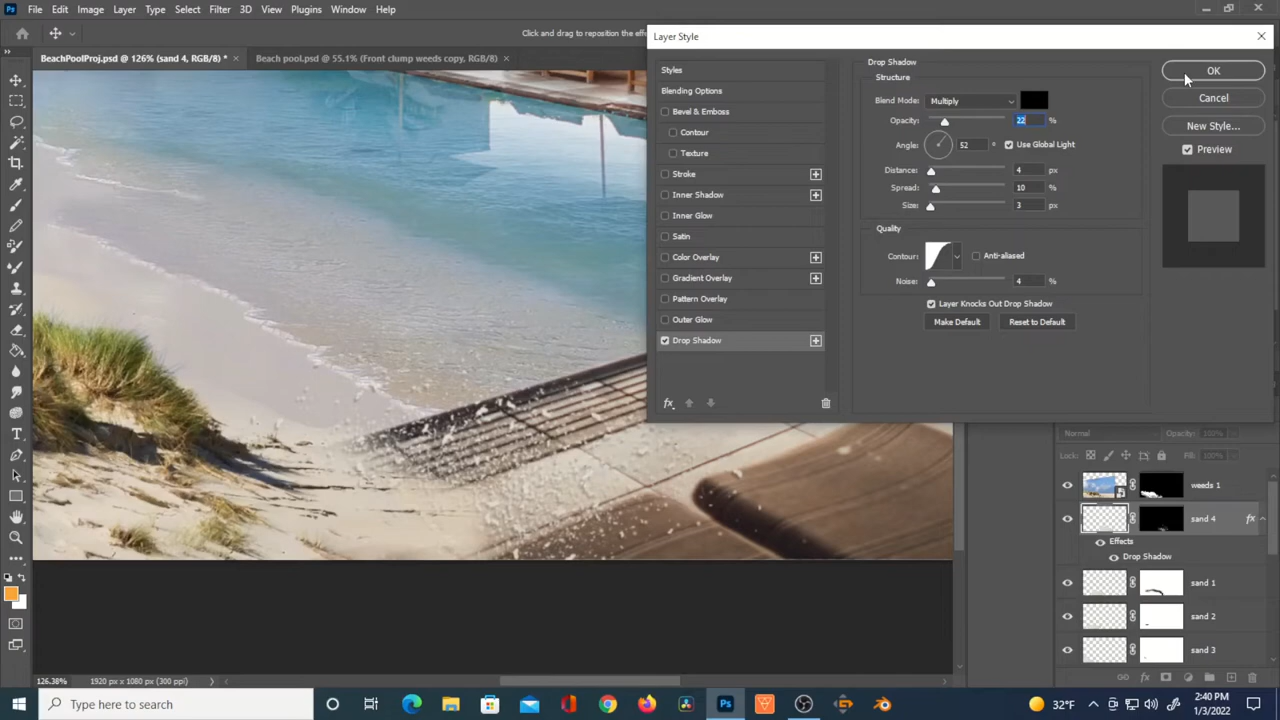 Ps File Edit Image Layer Type Select Filter 3D View Plugins Window Help
Click and drag to reposition the
Layer Style
BeachPoolProj.psd @ 126% (sand 4, RGB/8) *
Beach pool.psd @ 55.1% (Front clump weeds copy, RGB/8)
Styles
Blending Options
Bevel & Emboss
Contour
Texture
Stroke
Inner Shadow
Inner Glow
Satin
Color Overlay
Gradient Overlay
Pattern Overlay
Outer Glow
Drop Shadow
fx
Drop Shadow
Structure
Blend Mode: Multiply
Opacity: 22 %
Angle: 52 °
Use Global Light
Distance: 4 px
Spread: 10 %
Size: 3 px
Quality
Contour:
Anti-aliased
Noise: 4 %
Layer Knocks Out Drop Shadow
Make Default
Reset to Default
OK
Cancel
New Style...
Preview
Normal
Opacity: 100%
Lock:
Fill: 100%
weeds 1
sand 4
fx
Effects
Drop Shadow
sand 1
sand 2
sand 3
fx
126.38%
1920 px x 1080 px (300 ppi)
Type here to search
Ps
32°F
2:40 PM
1/3/2022